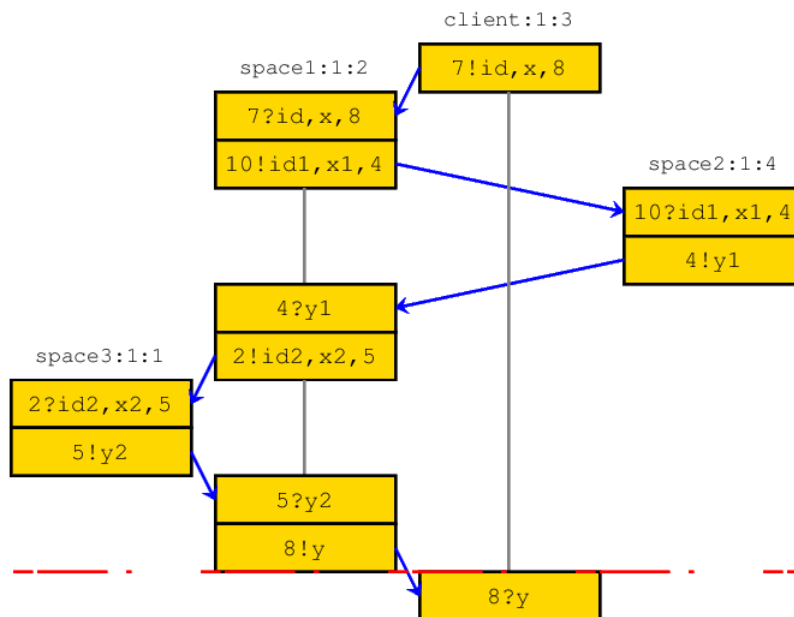 client:1:3
7!id,x,8
space1:1:2
7?id,x,8
10!id1,x1,4
space2:1:4
10?id1,x1,4
4!y1
4?y1
2!id2,x2,5
space3:1:1
2?id2,x2,5
5!y2
5?y2
8!y
8?y